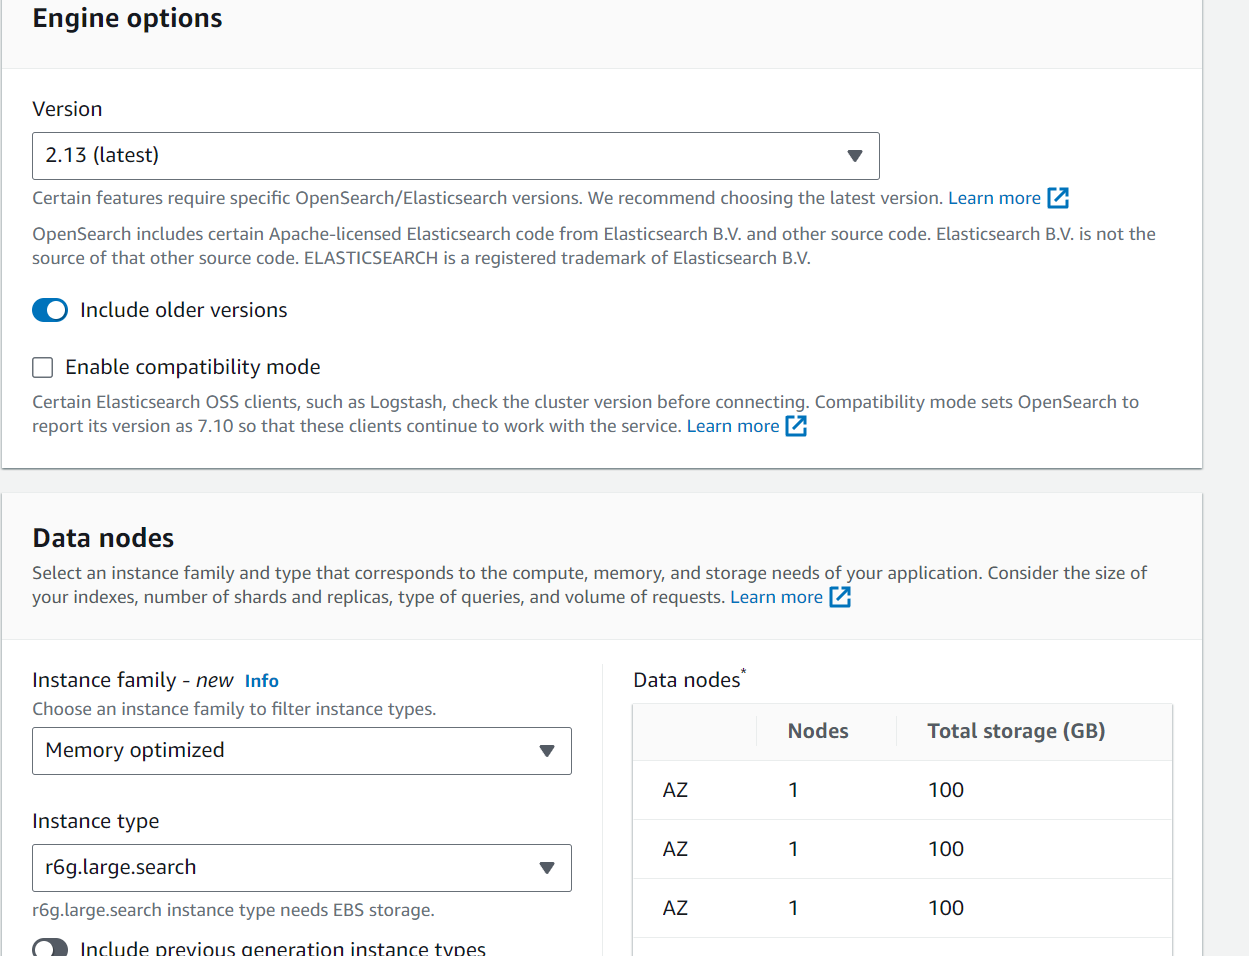 Engine options
Version
2.13 (latest)
Certain features require specific OpenSearch/Elasticsearch versions. We recommend choosing the latest version. Learn more
OpenSearch includes certain Apache-licensed Elasticsearch code from Elasticsearch B.V. and other source code. Elasticsearch B.V. is not the
source of that other source code. ELASTICSEARCH is a registered trademark of Elasticsearch B.V.
Include older versions
Enable compatibility mode
Certain Elasticsearch OSS clients, such as Logstash, check the cluster version before connecting. Compatibility mode sets OpenSearch to
report its version as 7.10 so that these clients continue to work with the service. Learn more
Data nodes
Select an instance family and type that corresponds to the compute, memory, and storage needs of your application. Consider the size of
your indexes, number of shards and replicas, type of queries, and volume of requests. Learn more
Instance family - new Info
Choose an instance family to filter instance types.
Memory optimized
Instance type
r6g.large.search
r6g.large.search instance type needs EBS storage.
Include previous generation instance types
Data nodes*
Nodes Total storage (GB)
AZ 1 100
AZ 1 100
AZ 1 100